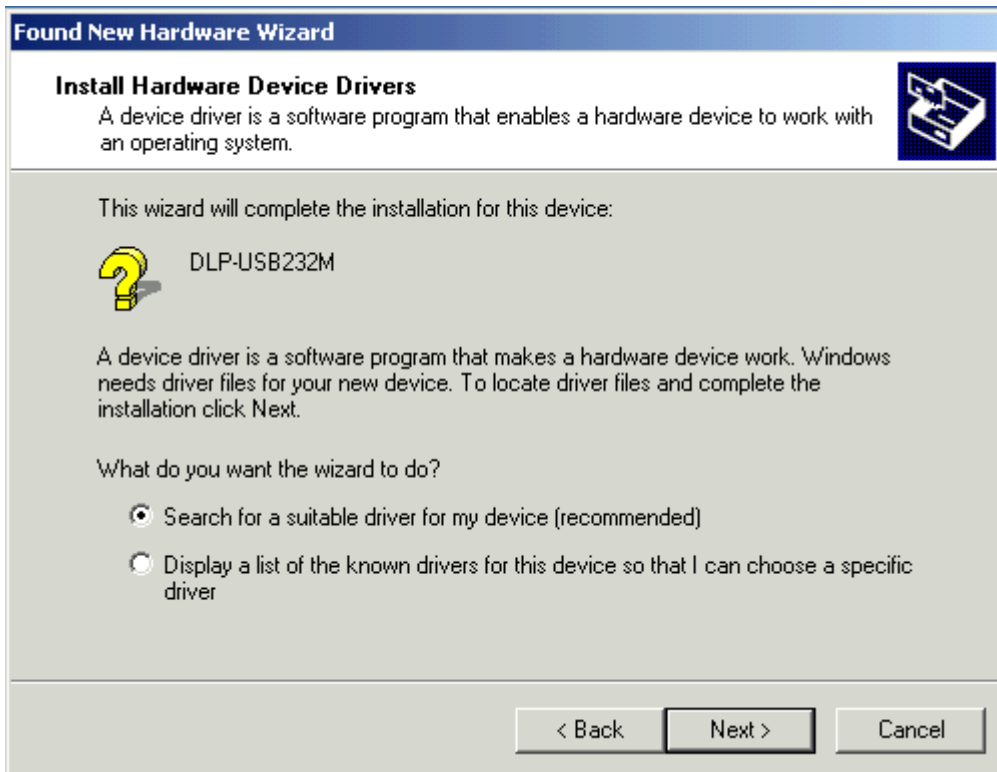 Found New Hardware Wizard
Install Hardware Device Drivers
A device driver is a software program that enables a hardware device to work with
an operating system.
This wizard will complete the installation for this device:
DLP-USB232M
A device driver is a software program that makes a hardware device work. Windows
needs driver files for your new device. To locate driver files and complete the
installation click Next.
What do you want the wizard to do?
Search for a suitable driver for my device (recommended)
Display a list of the known drivers for this device so that I can choose a specific
driver
< Back Next > Cancel